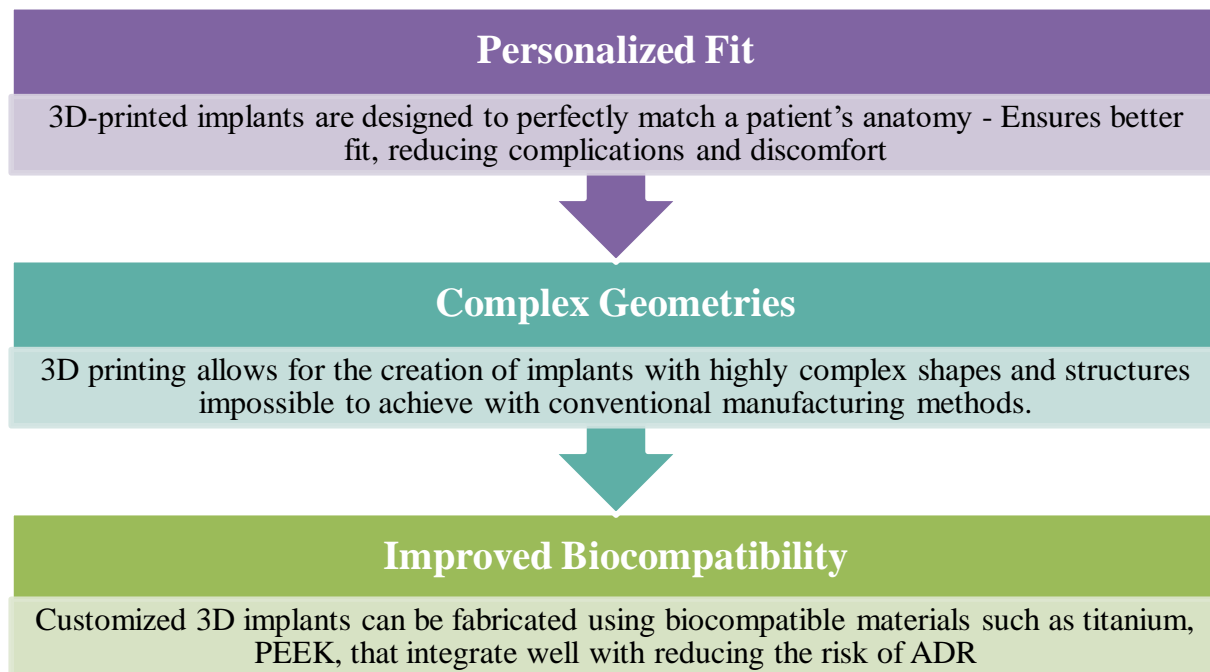 Personalized Fit
3D-printed implants are designed to perfectly match a patient’s anatomy - Ensures better
fit, reducing complications and discomfort
Complex Geometries
3D printing allows for the creation of implants with highly complex shapes and structures
impossible to achieve with conventional manufacturing methods.
Improved Biocompatibility
Customized 3D implants can be fabricated using biocompatible materials such as titanium,
PEEK, that integrate well with reducing the risk of ADR